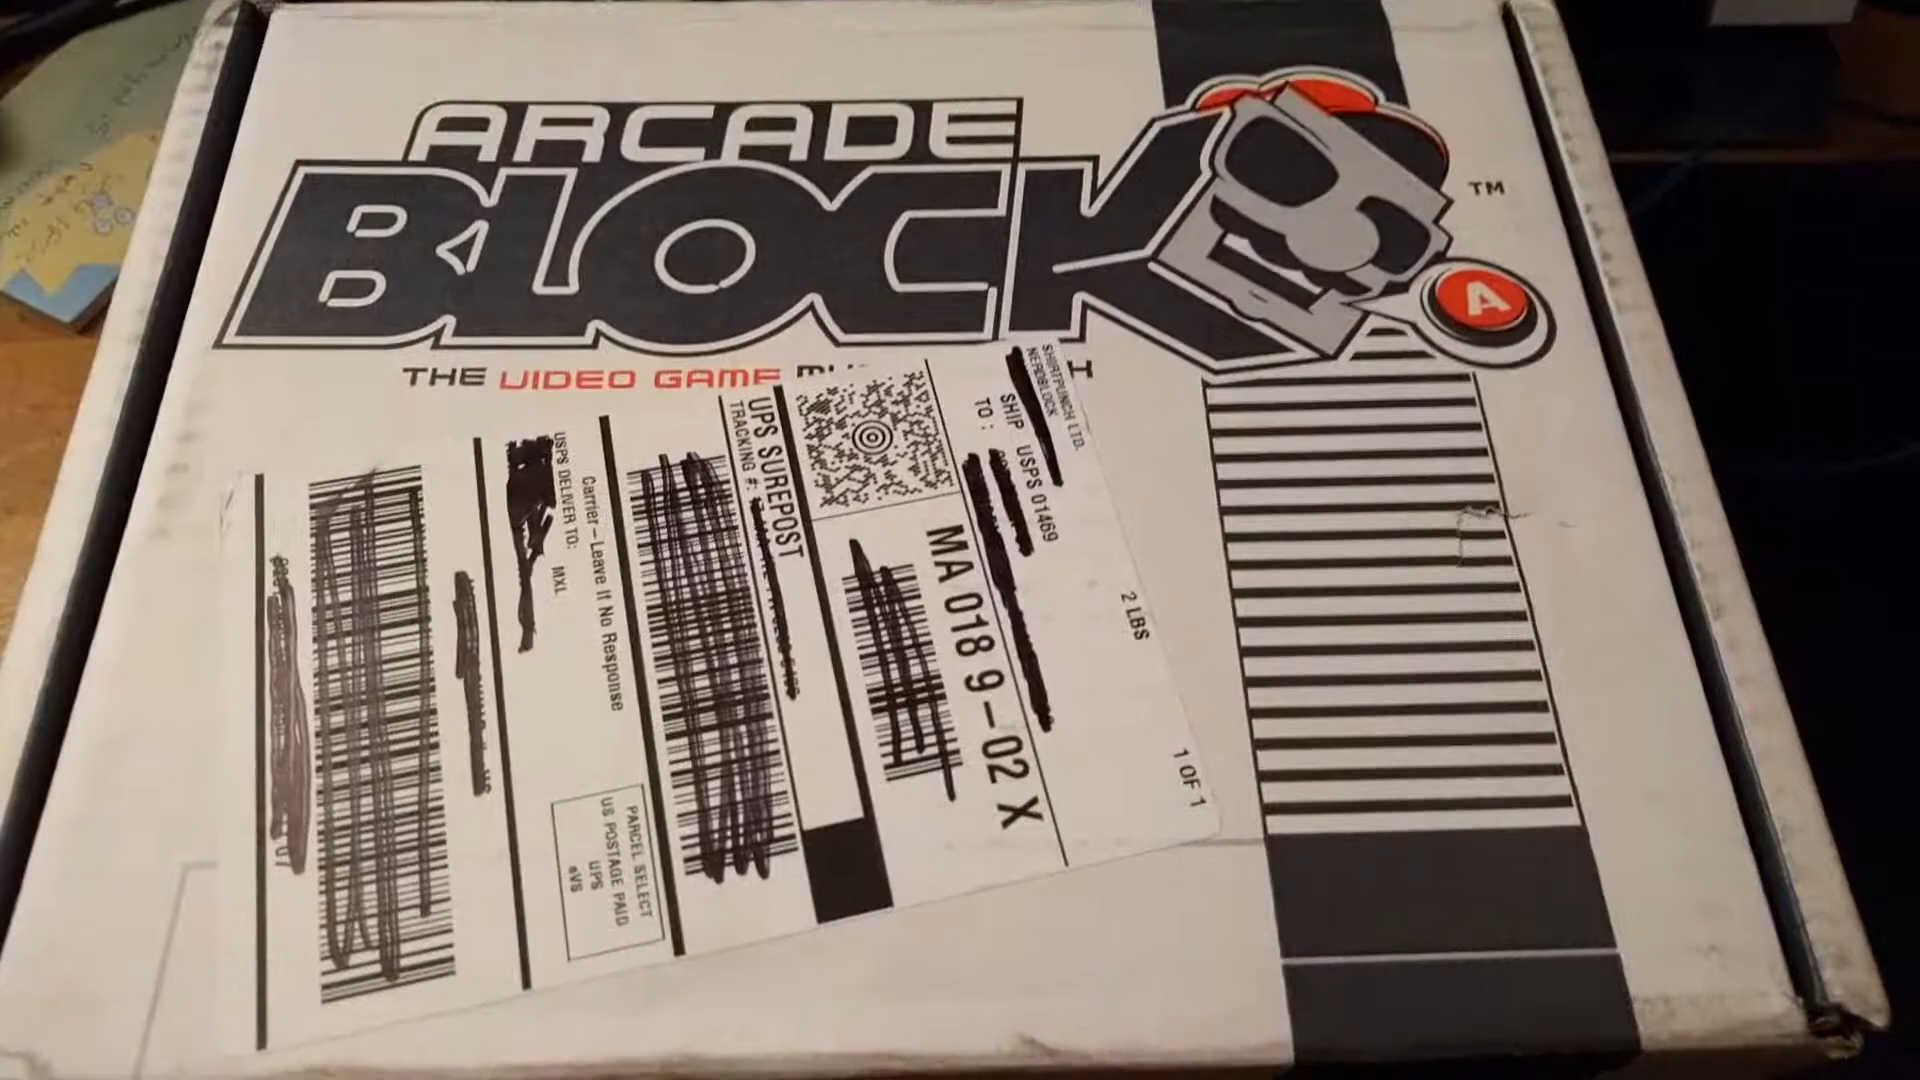 ARCADE
BLOCK
TM
A
THE VIDEO GAME
SHIRTPUNCH LTD.
NERDBLOCK
2 LBS
1 OF 1
SHIP
TO:
USPS 01469
MA 018 9-02 X
UPS SUREPOST
TRACKING #:
Carrier - Leave If No Response
USPS DELIVER TO:
MXL
PARCEL SELECT
US POSTAGE PAID
UPS
eVS